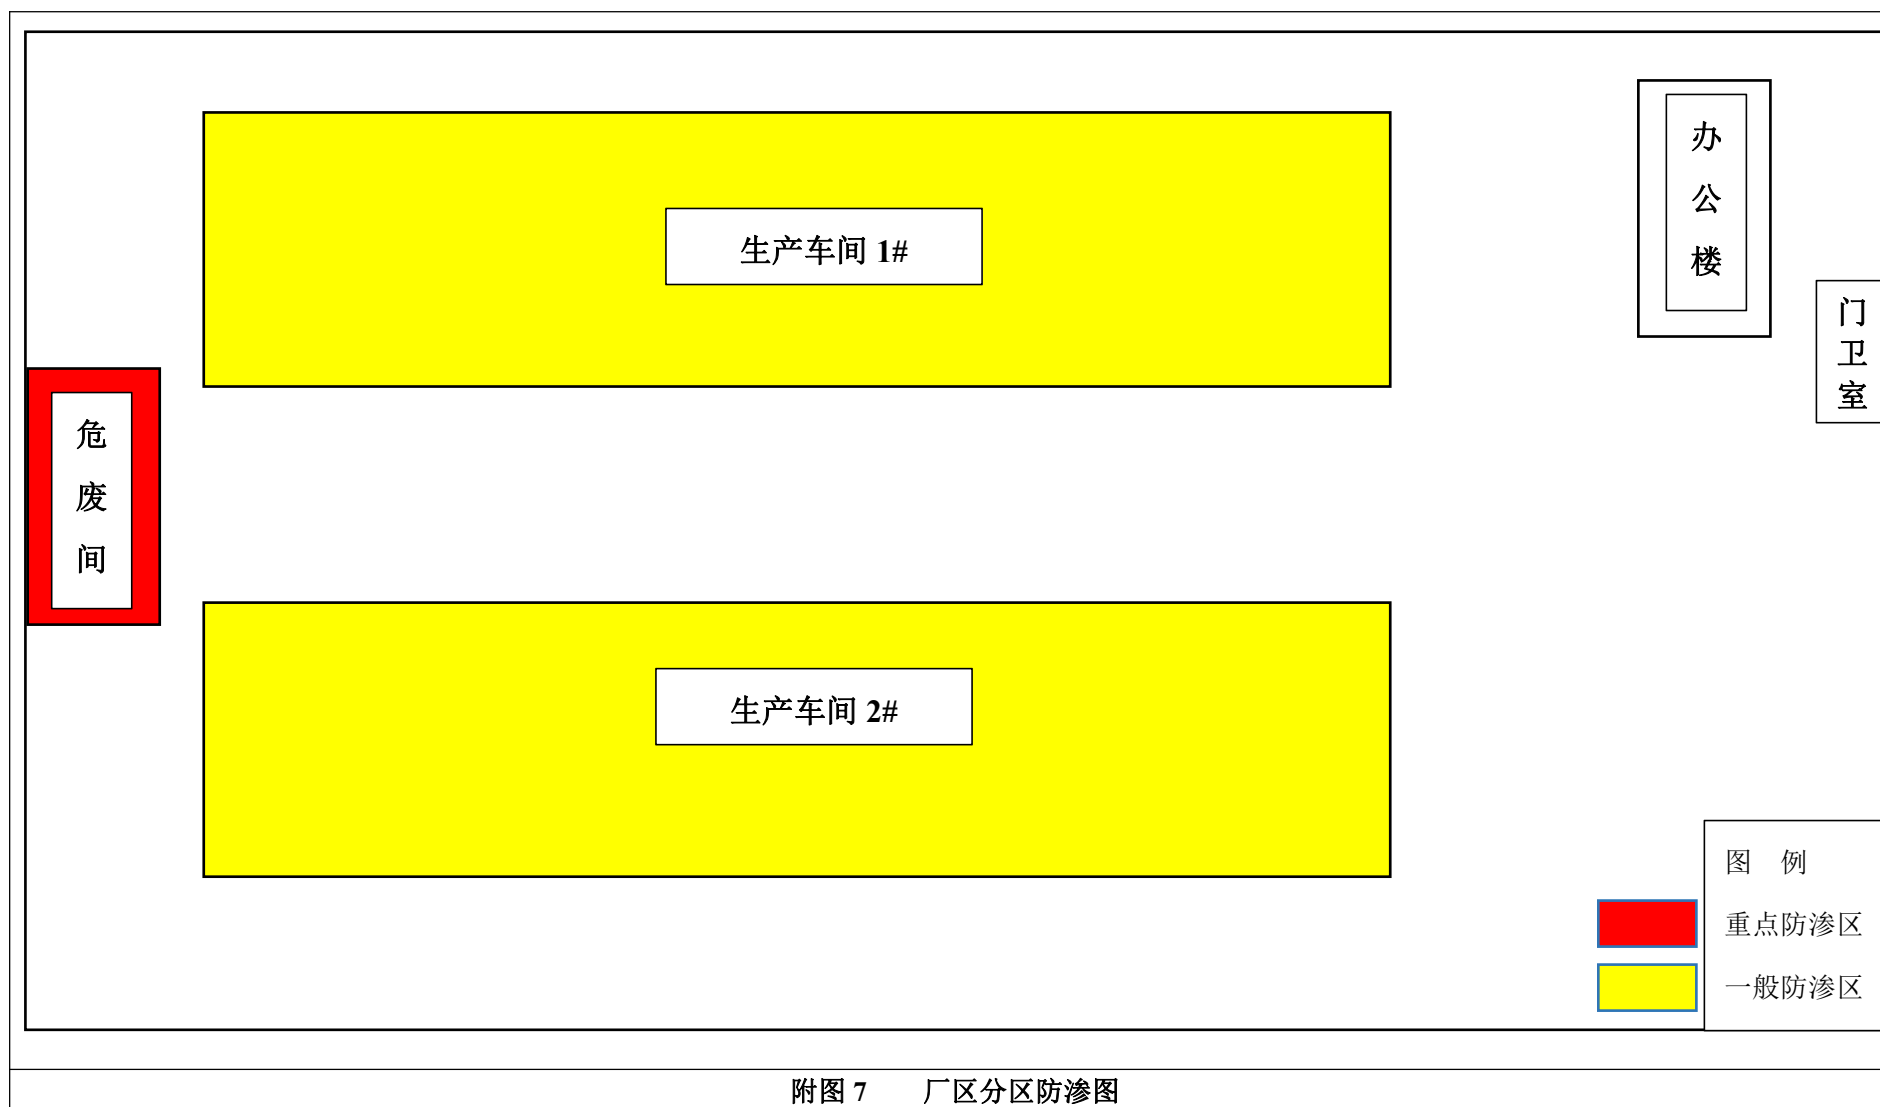 生产车间 1#
办
公
楼
门
卫
室
危
废
间
生产车间 2#
图 例
重点防渗区
一般防渗区
附图 7 厂区分区防渗图